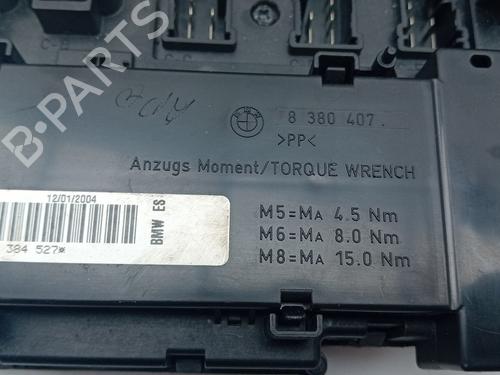 C-B
8 380 407
>PP<
Anzugs Moment/TORQUE WRENCH
12/01/2004
BMW ES
384 527*
M5=MA 4.5 Nm
M6=MA 8.0 Nm
M8=MA 15.0 Nm
B-Parts